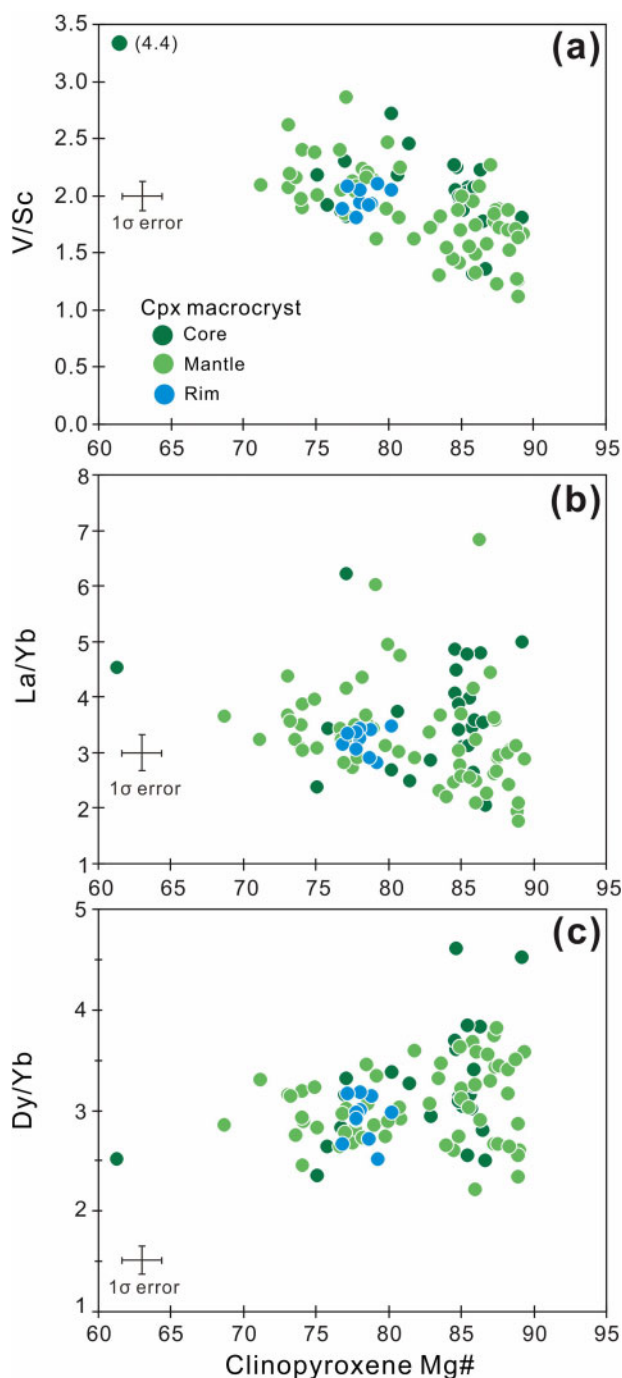 (a)
3.5
(4.4)
3.0
2.5
2.0
1σ error
1.5
V/Sc
Cpx macrocryst
1.0
Core
Mantle
0.5
Rim
0.0
60 65 70 75 80 85 90 95
(b)
8
7
6
5
La/Yb
4
3
1σ error
2
1
60 65 70 75 80 85 90 95
(c)
5
4
Dy/Yb
3
2
1σ error
1
60 65 70 75 80 85 90 95
Clinopyroxene Mg#